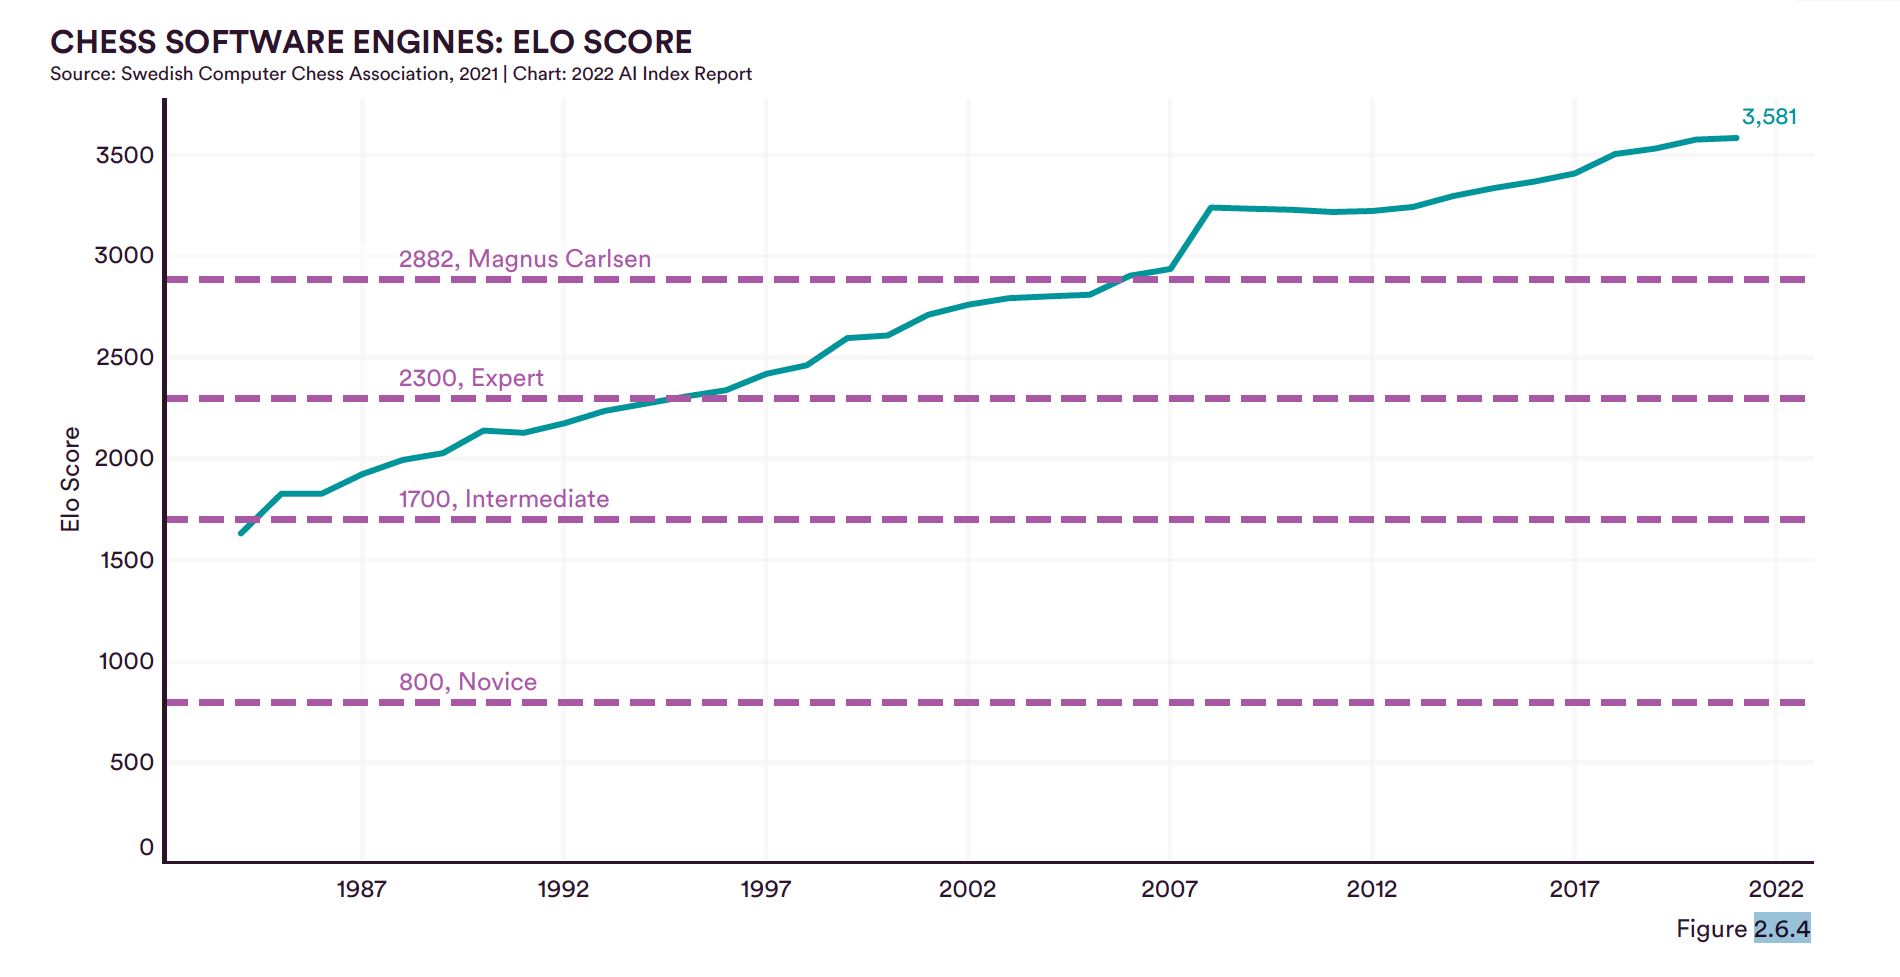 CHESS SOFTWARE ENGINES: ELO SCORE
Source: Swedish Computer Chess Association, 2021 | Chart: 2022 AI Index Report
3,581
3500
3000
2882, Magnus Carlsen
2500
2300, Expert
2000
Elo Score
1700, Intermediate
1500
1000
800, Novice
500
0
1987 1992 1997 2002 2007 2012 2017 2022
Figure 2.6.4